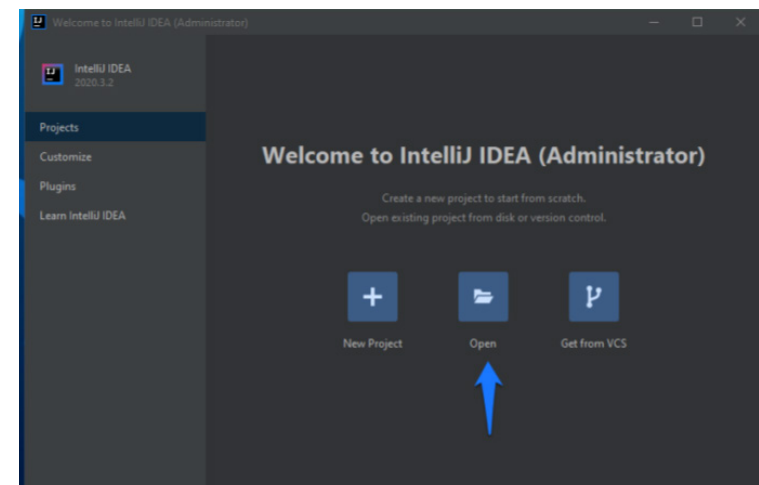 Welcome to IntelliJ IDEA (Administrator)
IntelliJ IDEA
2020.3.2
Projects
Customize
Plugins
Learn IntelliJ IDEA
Welcome to IntelliJ IDEA (Administrator)
Create a new project to start from scratch.
Open existing project from disk or version control.
New Project
Open
Get from VCS